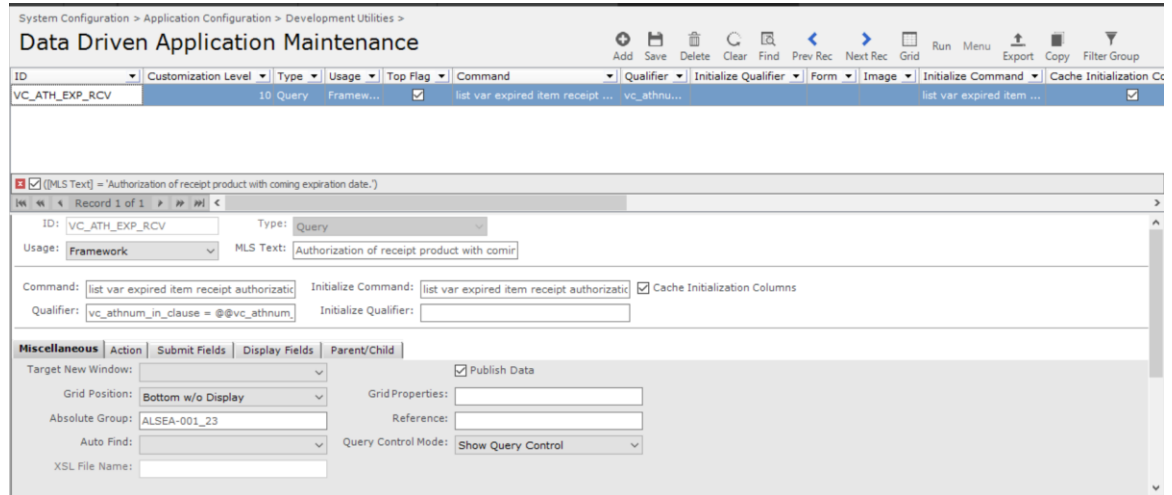 System Configuration > Application Configuration > Development Utilities >
Data Driven Application Maintenance
Add Save Delete Clear Find Prev Rec Next Rec Grid Run Menu Export Copy Filter Group
ID Customization Level Type Usage Top Flag Command Qualifier Initialize Qualifier Form Image Initialize Command Cache Initialization Co
VC_ATH_EXP_RCV 10 Query Framew... list var expired item receipt ... vc_athnu... list var expired item ...
([MLS Text] = 'Authorization of receipt product with coming expiration date.')
Record 1 of 1
ID: VC_ATH_EXP_RCV Type: Query
Usage: Framework MLS Text: Authorization of receipt product with comin
Command: list var expired item receipt authorizatic Initialize Command: list var expired item receipt authorizatic Cache Initialization Columns
Qualifier: vc_athnum_in_clause = @@vc_athnum_ Initialize Qualifier:
Miscellaneous Action Submit Fields Display Fields Parent/Child
Target New Window: Publish Data
Grid Position: Bottom w/o Display Grid Properties:
Absolute Group: ALSEA-001_23 Reference:
Auto Find: Query Control Mode: Show Query Control
XSL File Name: